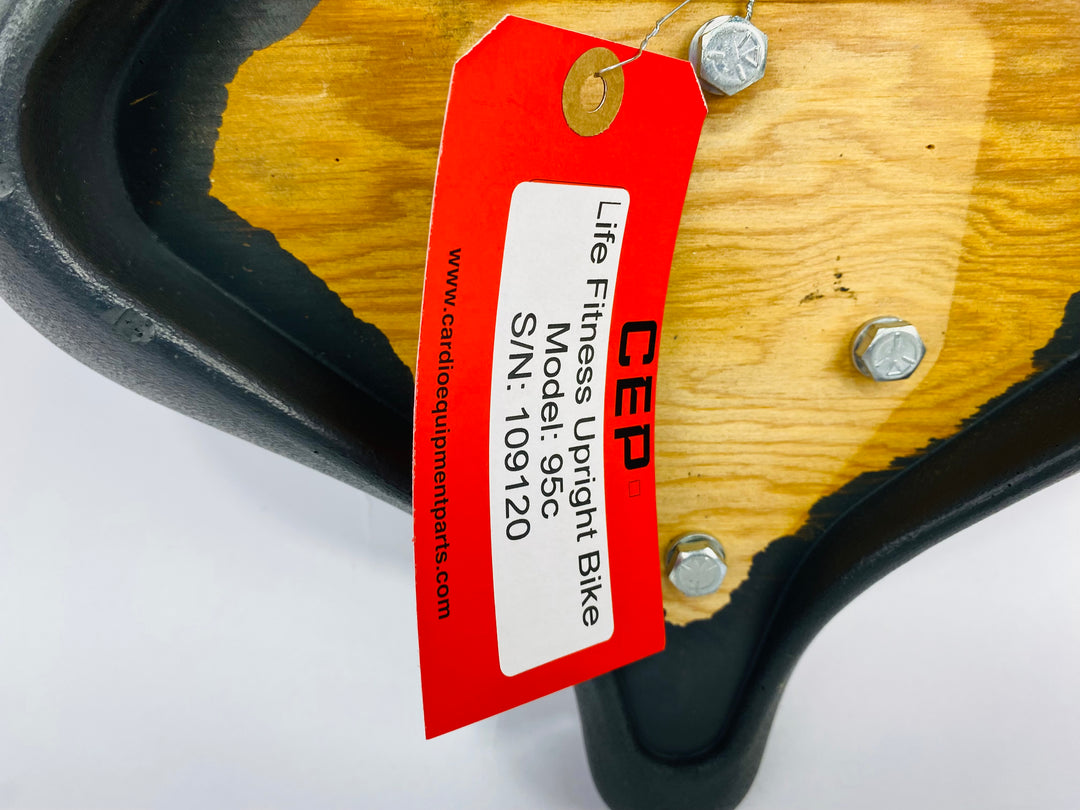 CEP
Life Fitness Upright Bike
Model: 95c
S/N: 109120
www.cardioequipmentparts.com